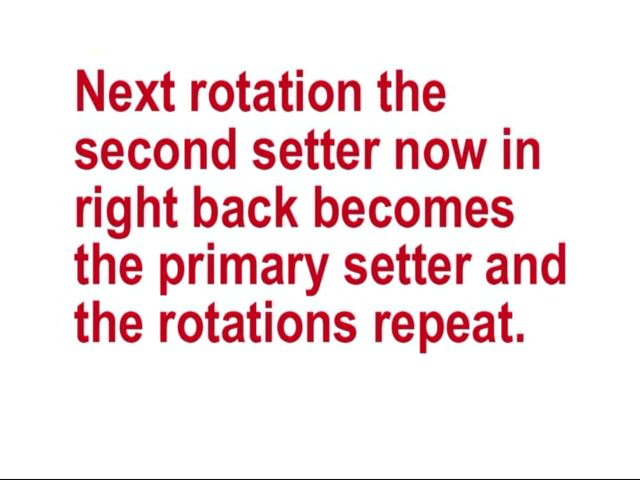 Next rotation the
second setter now in
right back becomes
the primary setter and
the rotations repeat.